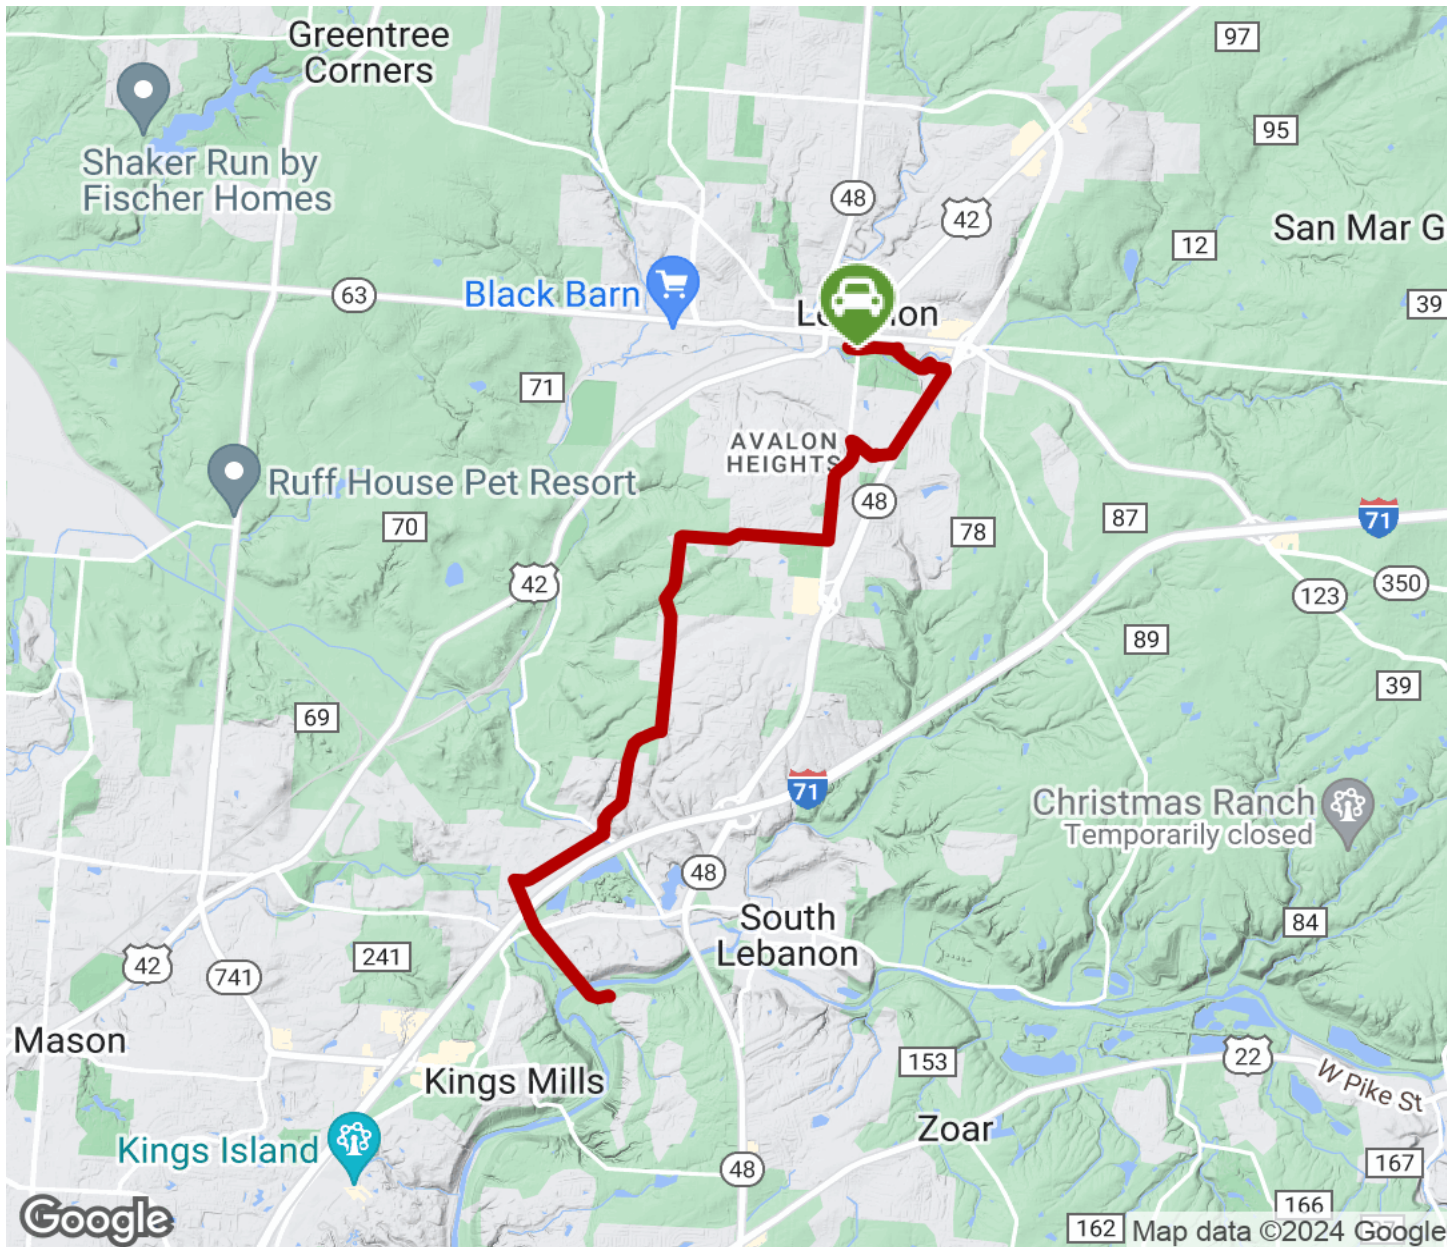 Greentree
Corners
97
95
Shaker Run by
Fischer Homes
48
42
12
San Mar G
63
Black Barn
39
71
AVALON
HEIGHTS
Ruff House Pet Resort
48
70
78
87
71
42
123
350
89
39
69
71
Christmas Ranch
Temporarily closed
48
South
Lebanon
84
42
741
241
Mason
153
22
W Pike St
Kings Mills
Zoar
Kings Island
48
167
166
162
Google
Map data ©2024 Google